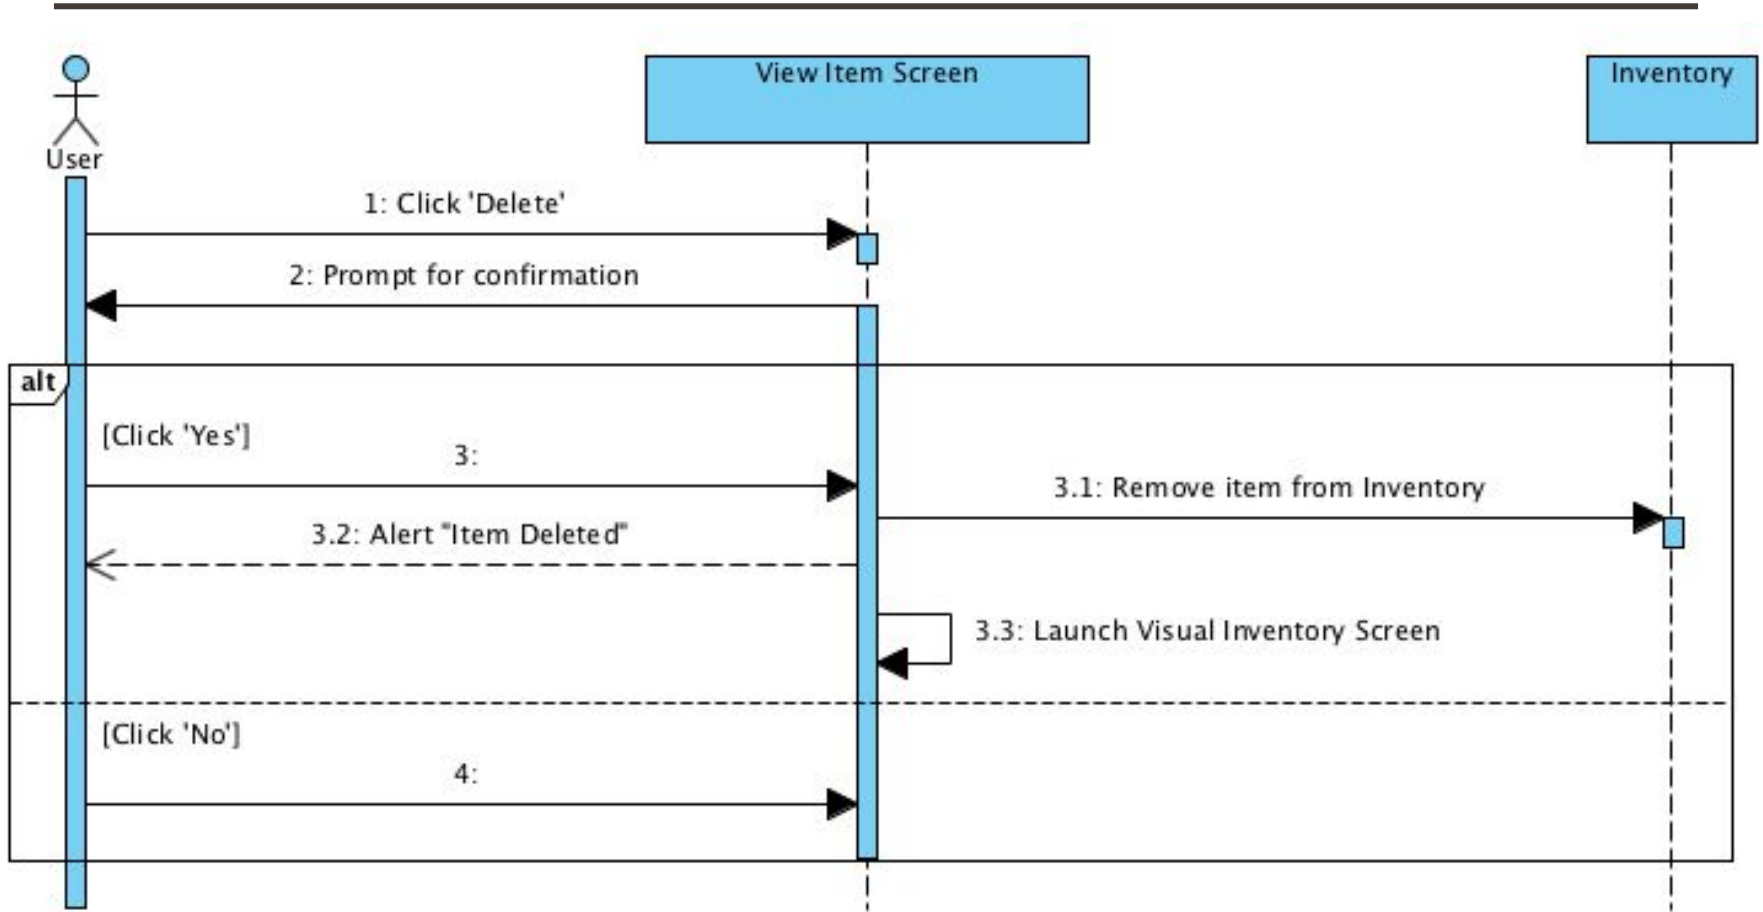 User
View Item Screen
Inventory
1: Click 'Delete'
2: Prompt for confirmation
alt
[Click 'Yes']
3:
3.1: Remove item from Inventory
3.2: Alert "Item Deleted"
3.3: Launch Visual Inventory Screen
[Click 'No']
4: